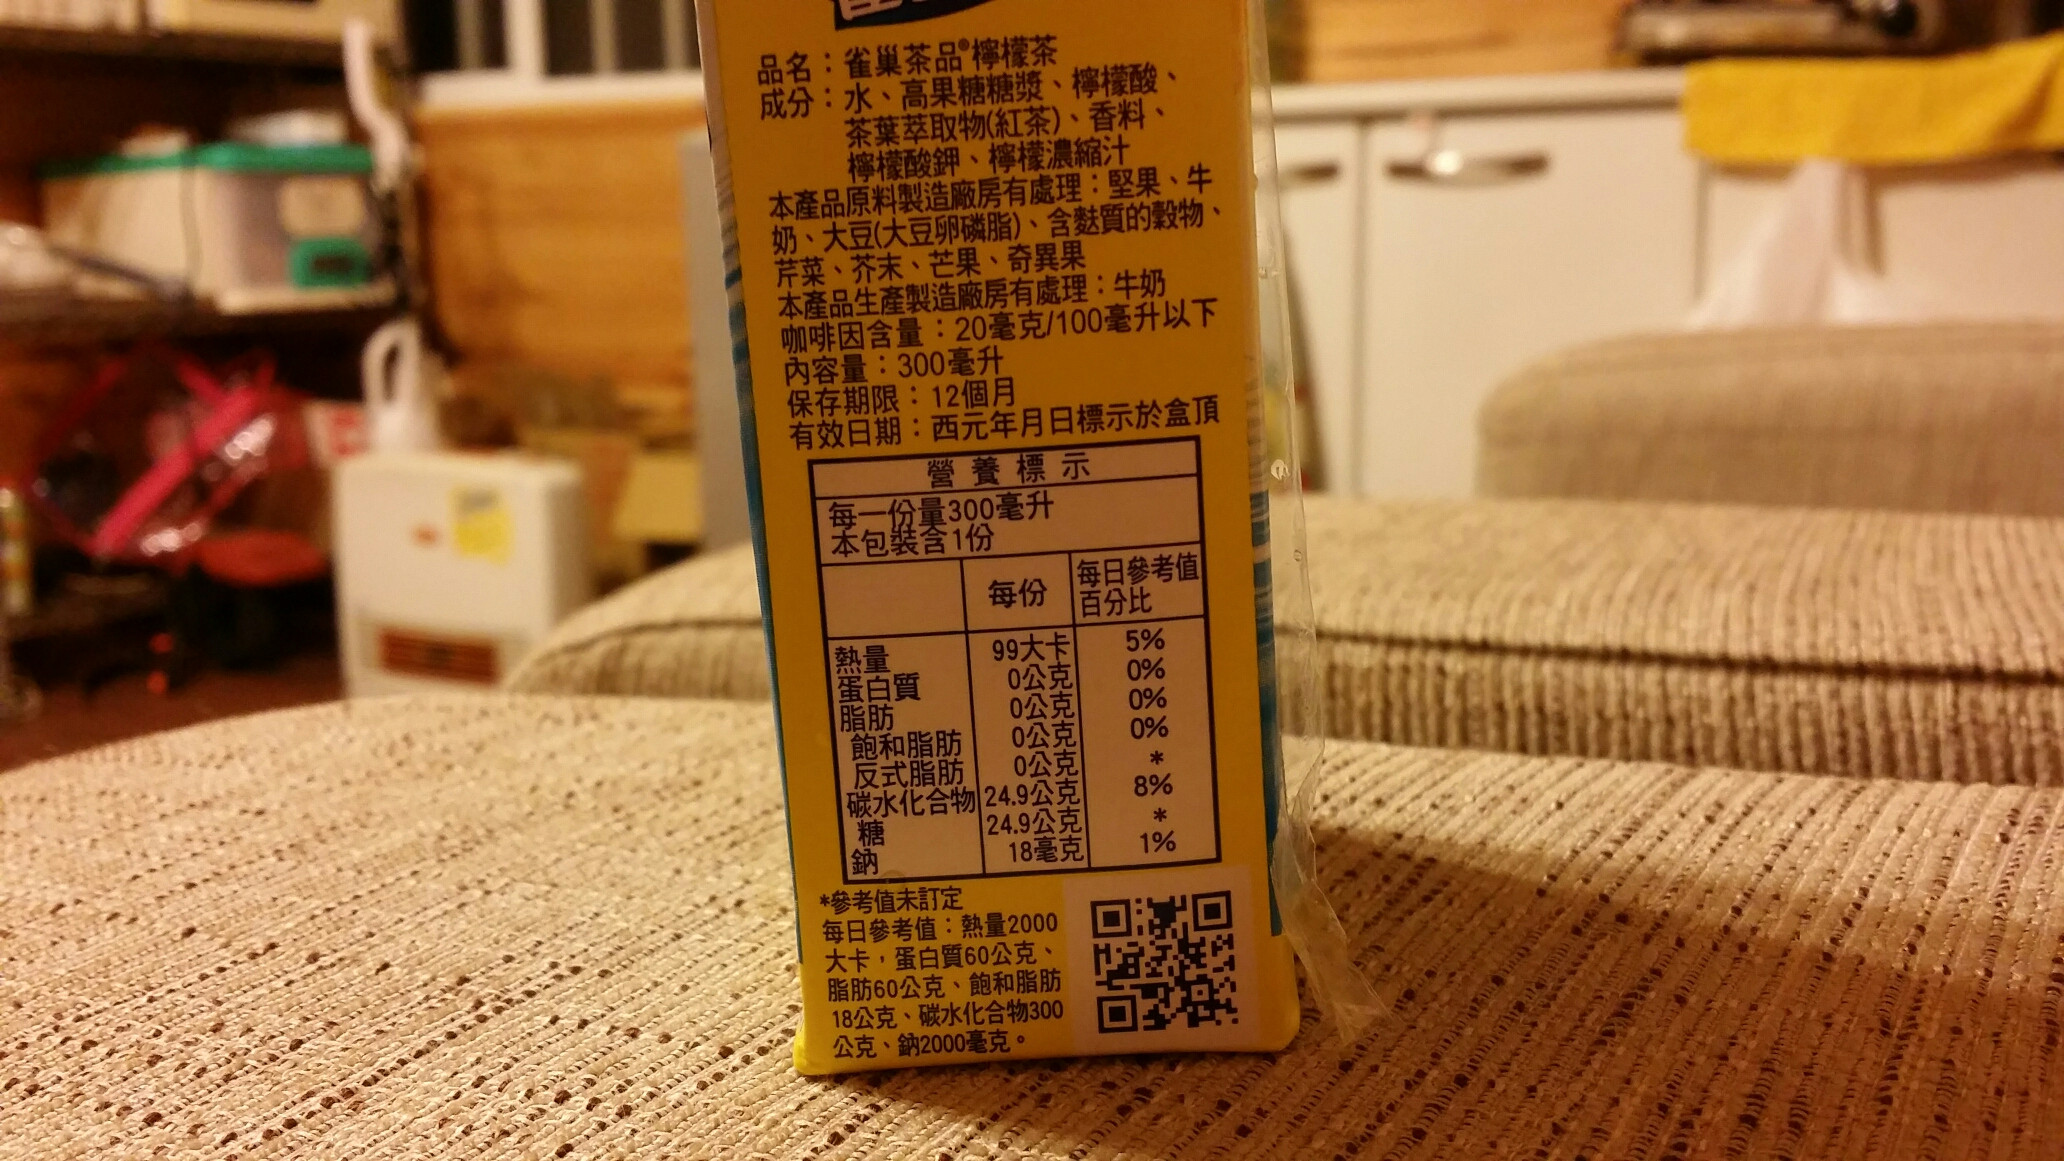 品名：雀巢茶品®檸檬茶
成分：水、高果糖糖漿、檸檬酸、
茶葉萃取物(紅茶)、香料、
檸檬酸鉀、檸檬濃縮汁
本產品原料製造廠房有處理：堅果、牛
奶、大豆(大豆卵磷脂)、含麩質的穀物、
芹菜、芥末、芒果、奇異果
本產品生產製造廠房有處理：牛奶
咖啡因含量：20毫克/100毫升以下
內容量：300毫升
保存期限：12個月
有效日期：西元年月日標示於盒頂
營養標示
每一份量300毫升
本包裝含1份
每份 每日參考值百分比
熱量 99大卡 5%
蛋白質 0公克 0%
脂肪 0公克 0%
飽和脂肪 0公克 0%
反式脂肪 0公克 *
碳水化合物 24.9公克 8%
糖 24.9公克 *
鈉 18毫克 1%
*參考值未訂定
每日參考值：熱量2000
大卡，蛋白質60公克、
脂肪60公克、飽和脂肪
18公克、碳水化合物300
公克、鈉2000毫克。